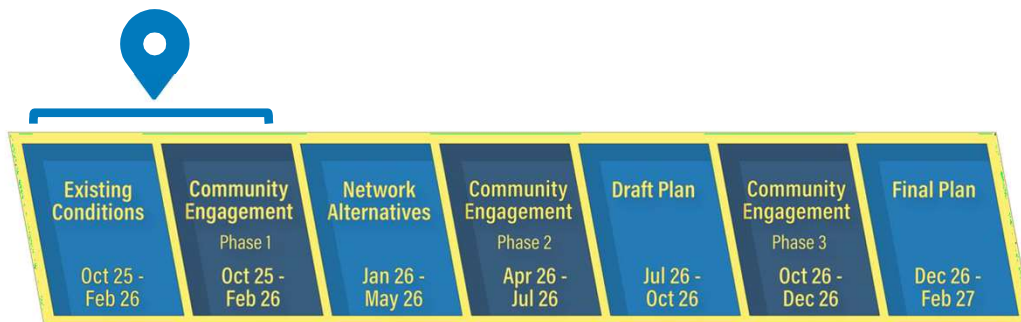 Existing
Conditions
Oct 25 -
Feb 26
Community
Engagement
Phase 1
Oct 25 -
Feb 26
Network
Alternatives
Jan 26 -
May 26
Community
Engagement
Phase 2
Apr 26 -
Jul 26
Draft Plan
Jul 26 -
Oct 26
Community
Engagement
Phase 3
Oct 26 -
Dec 26
Final Plan
Dec 26 -
Feb 27